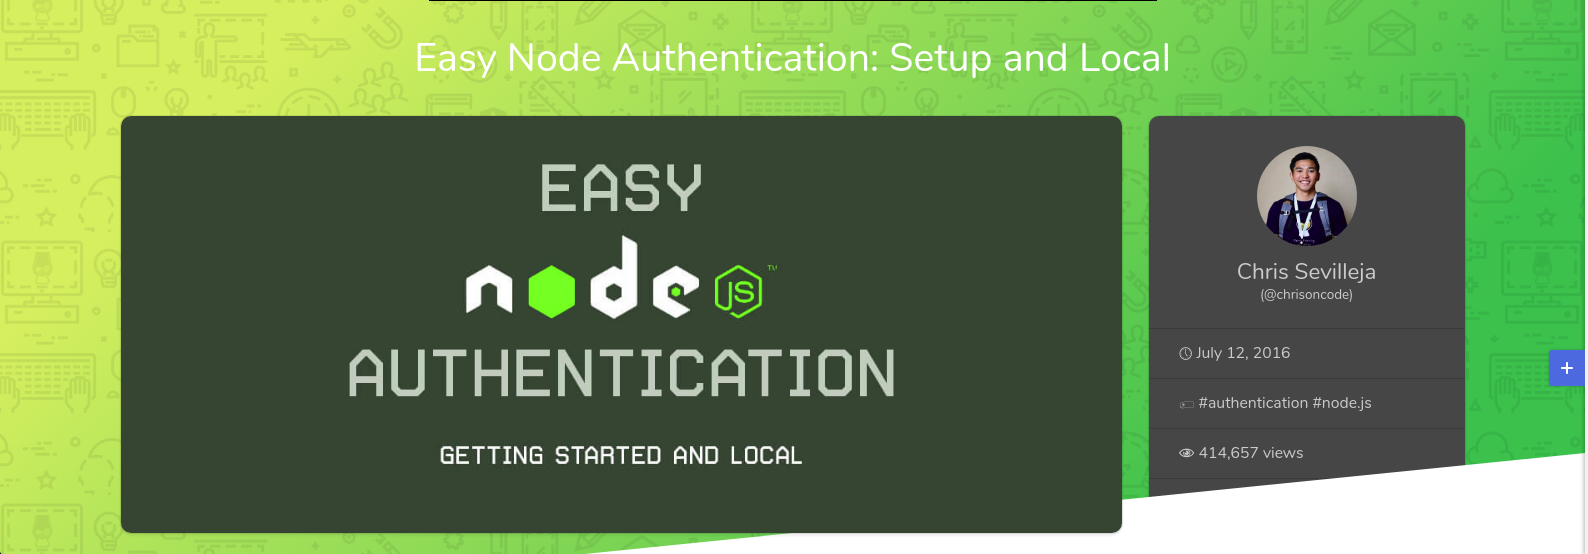 Easy Node Authentication: Setup and Local
EASY
node JS TM
AUTHENTICATION
GETTING STARTED AND LOCAL
Chris Sevilleja
(@chrisoncode)
July 12, 2016
#authentication #node.js
414,657 views
+